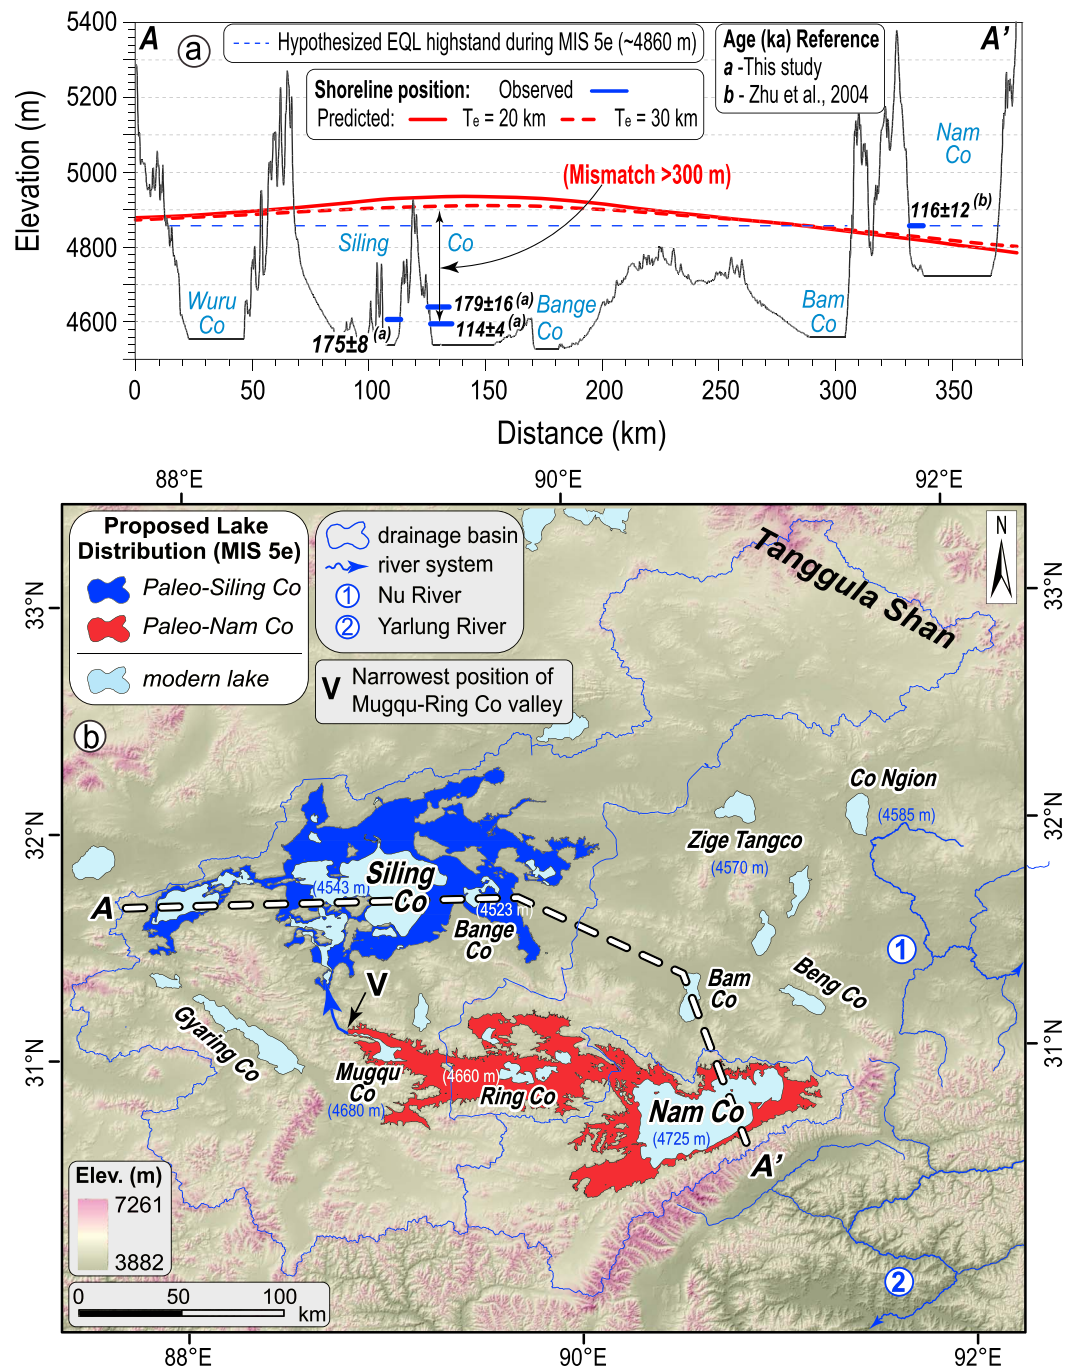 5400
5200
5000
4800
4600
Elevation (m)
A
a
A’
Hypothesized EQL highstand during MIS 5e (~4860 m)
Shoreline position: Observed
Predicted: Te = 20 km Te = 30 km
Age (ka) Reference
a -This study
b - Zhu et al., 2004
Nam
Co
(Mismatch >300 m)
116±12 (b)
Siling Co
Wuru
Co
179±16 (a)
114±4 (a)
175±8 (a)
Bange
Co
Bam
Co
0 50 100 150 200 250 300 350
Distance (km)
88°E 90°E 92°E
Proposed Lake
Distribution (MIS 5e)
Paleo-Siling Co
Paleo-Nam Co
modern lake
drainage basin
river system
1 Nu River
2 Yarlung River
V Narrowest position of
Mugqu-Ring Co valley
N
Tanggula Shan
b
33°N
33°N
32°N
32°N
31°N
31°N
Co Ngion
(4585 m)
Zige Tangco
(4570 m)
Siling
Co
(4543 m)
A
(4523 m)
Bange
Co
1
V
Bam
Co
Beng Co
Gyaring Co
Mugqu
Co
(4680 m)
(4660 m)
Ring Co
Nam Co
(4725 m)
A’
2
Elev. (m)
7261
3882
0 50 100
km
88°E 90°E 92°E